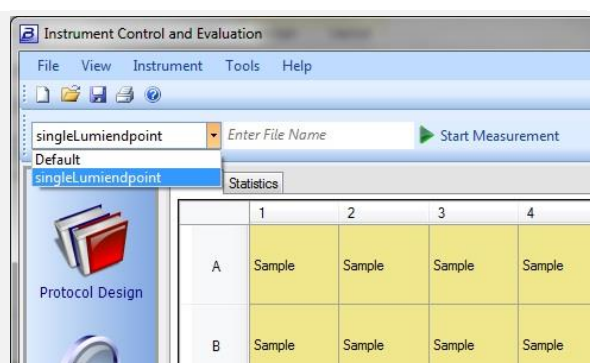 Instrument Control and Evaluation
File View Instrument Tools Help
singleLumiendpoint Enter File Name Start Measurement
Default
singleLumiendpoint
Statistics
1 2 3 4
A Sample Sample Sample Sample
Protocol Design
B Sample Sample Sample Sample